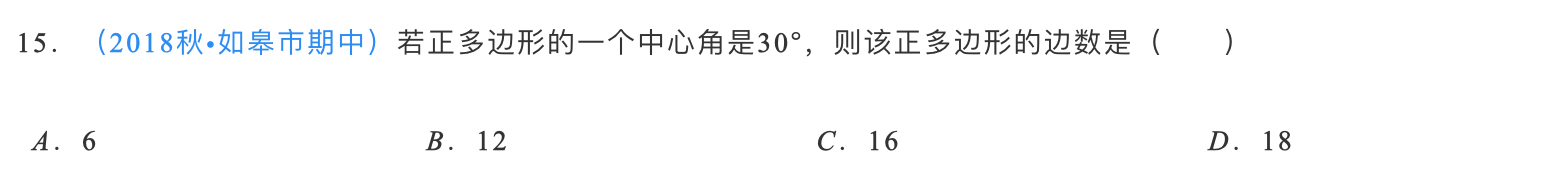 15. （2018秋•如皋市期中）若正多边形的一个中心角是30°，则该正多边形的边数是（　　）
A. 6　　B. 12　　C. 16　　D. 18